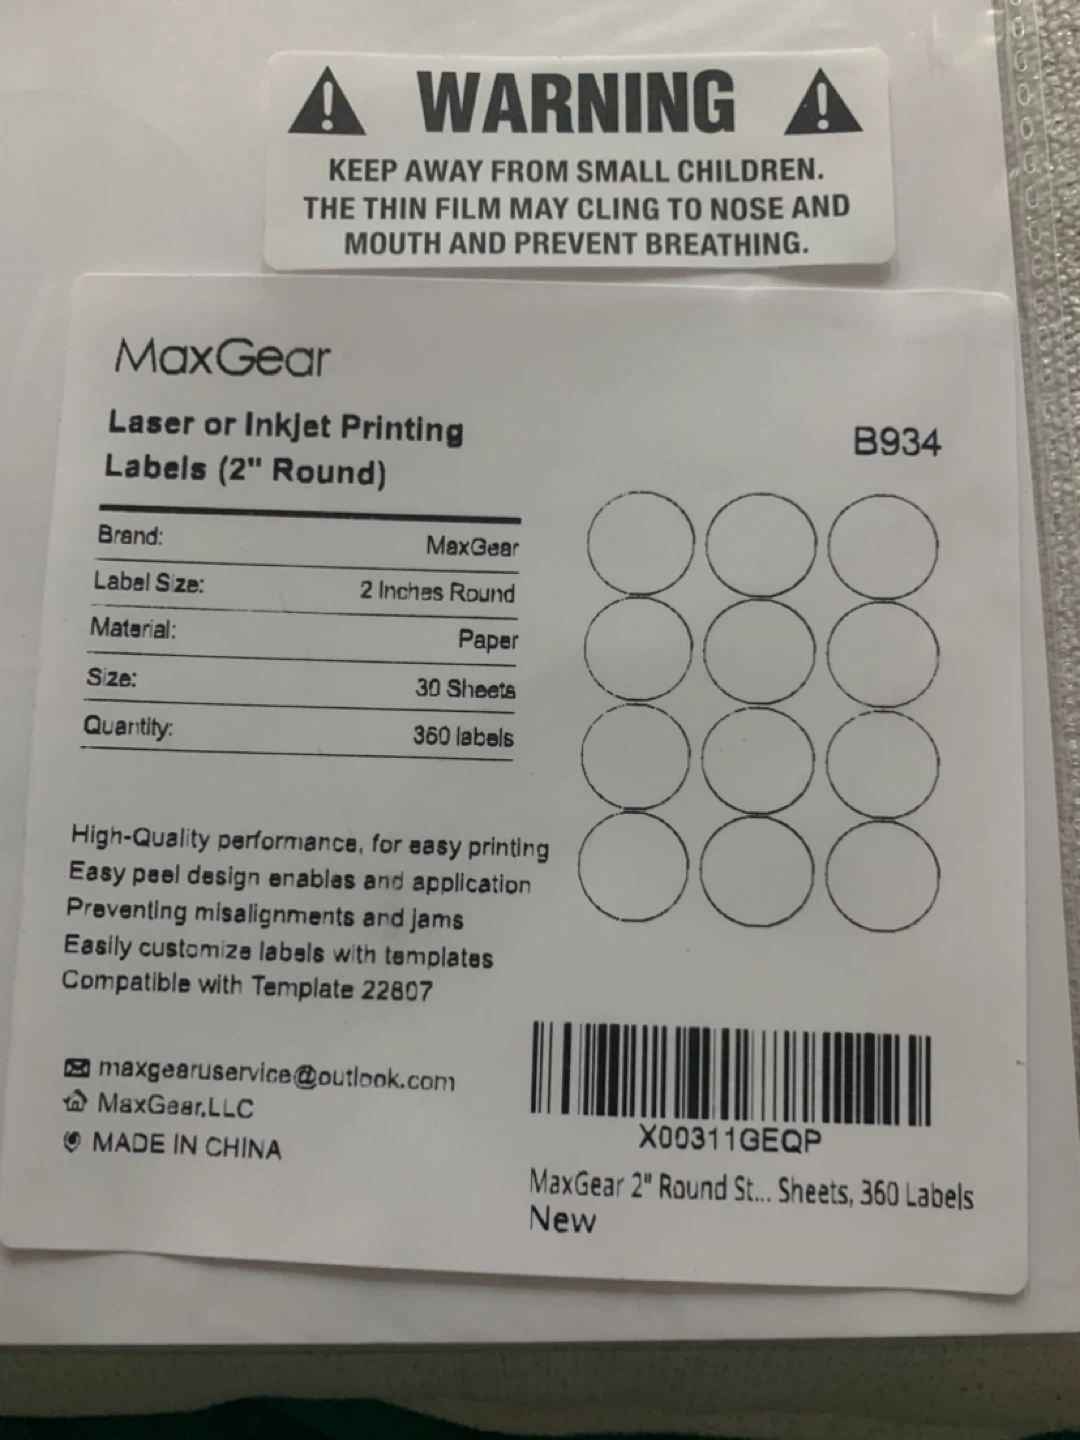 WARNING
KEEP AWAY FROM SMALL CHILDREN.
THE THIN FILM MAY CLING TO NOSE AND
MOUTH AND PREVENT BREATHING.
MaxGear
Laser or InkJet Printing
Labels (2" Round)
B934
Brand: MaxGear
Label Size: 2 Inches Round
Material: Paper
Size: 30 Sheets
Quantity: 360 labels
High-Quality performance, for easy printing
Easy peel design enables and application
Preventing misalignments and jams
Easily customize labels with templates
Compatible with Template 22807
maxgearuservice@outlook.com
MaxGear,LLC
MADE IN CHINA
X00311GEQP
MaxGear 2" Round St... Sheets, 360 Labels
New